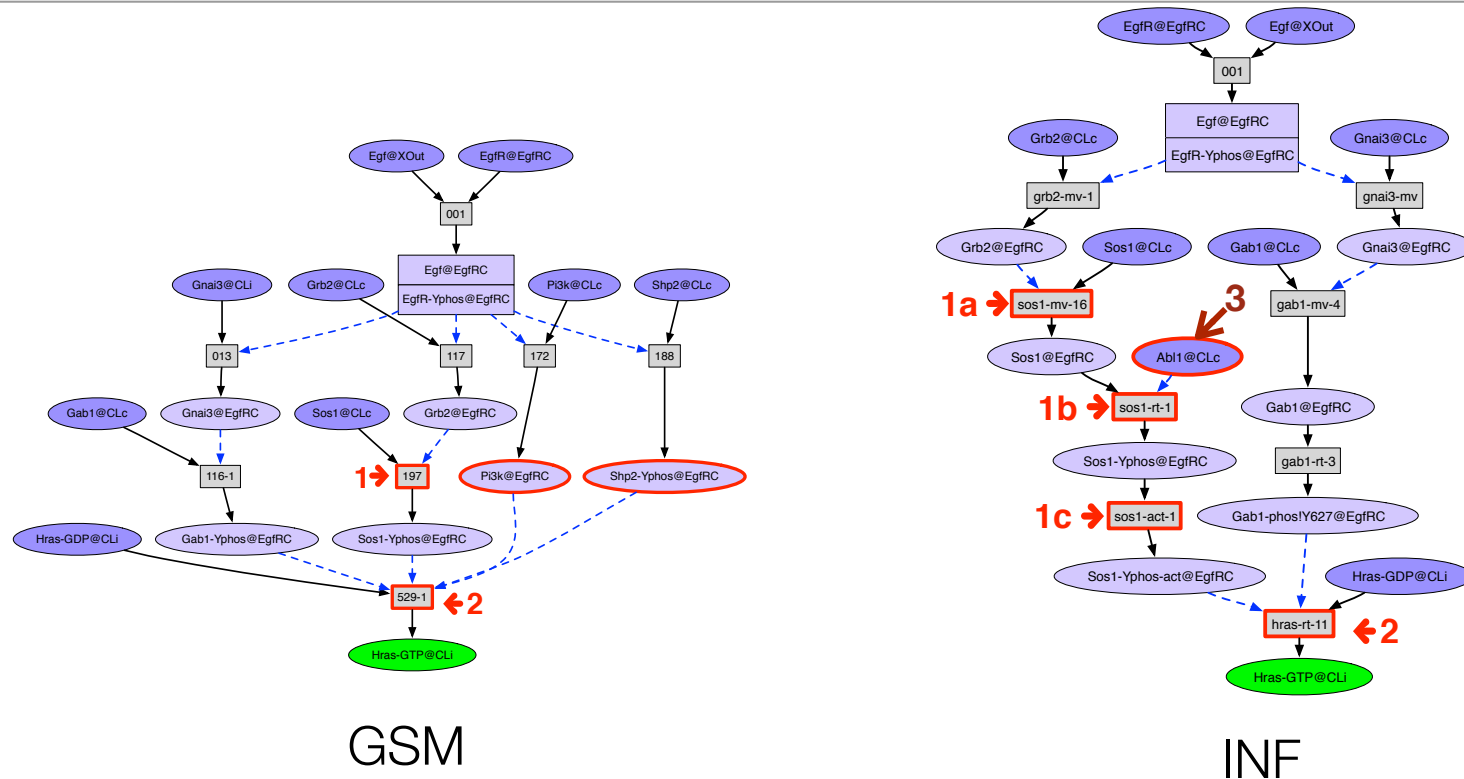 Egf@XOut
EgfR@EgfRC
001
Egf@EgfRC
EgfR-Yphos@EgfRC
Gnai3@CLi
Grb2@CLc
Pi3k@CLc
Shp2@CLc
013
117
172
188
Gab1@CLc
Gnai3@EgfRC
Sos1@CLc
Grb2@EgfRC
116-1
1
197
Pi3k@EgfRC
Shp2-Yphos@EgfRC
Hras-GDP@CLi
Gab1-Yphos@EgfRC
Sos1-Yphos@EgfRC
529-1
2
Hras-GTP@CLi
GSM
EgfR@EgfRC
Egf@XOut
001
Egf@EgfRC
EgfR-Yphos@EgfRC
Grb2@CLc
Gnai3@CLc
grb2-mv-1
gnai3-mv
Grb2@EgfRC
Sos1@CLc
Gab1@CLc
Gnai3@EgfRC
1a
sos1-mv-16
3
gab1-mv-4
Sos1@EgfRC
Abl1@CLc
1b
sos1-rt-1
Gab1@EgfRC
Sos1-Yphos@EgfRC
gab1-rt-3
1c
sos1-act-1
Gab1-phos!Y627@EgfRC
Sos1-Yphos-act@EgfRC
Hras-GDP@CLi
hras-rt-11
2
Hras-GTP@CLi
INF